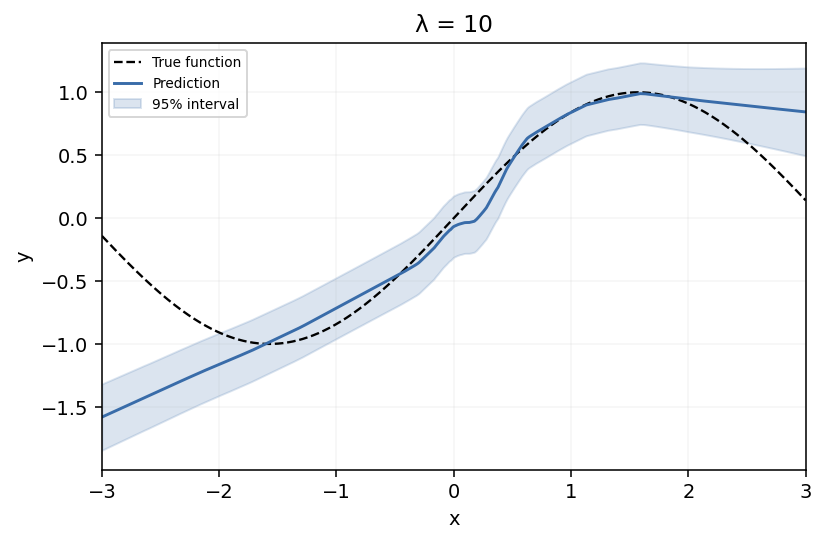 λ = 10
True function
Prediction
95% interval
1.0
0.5
0.0
−0.5
−1.0
−1.5
y
−3
−2
−1
0
1
2
3
x